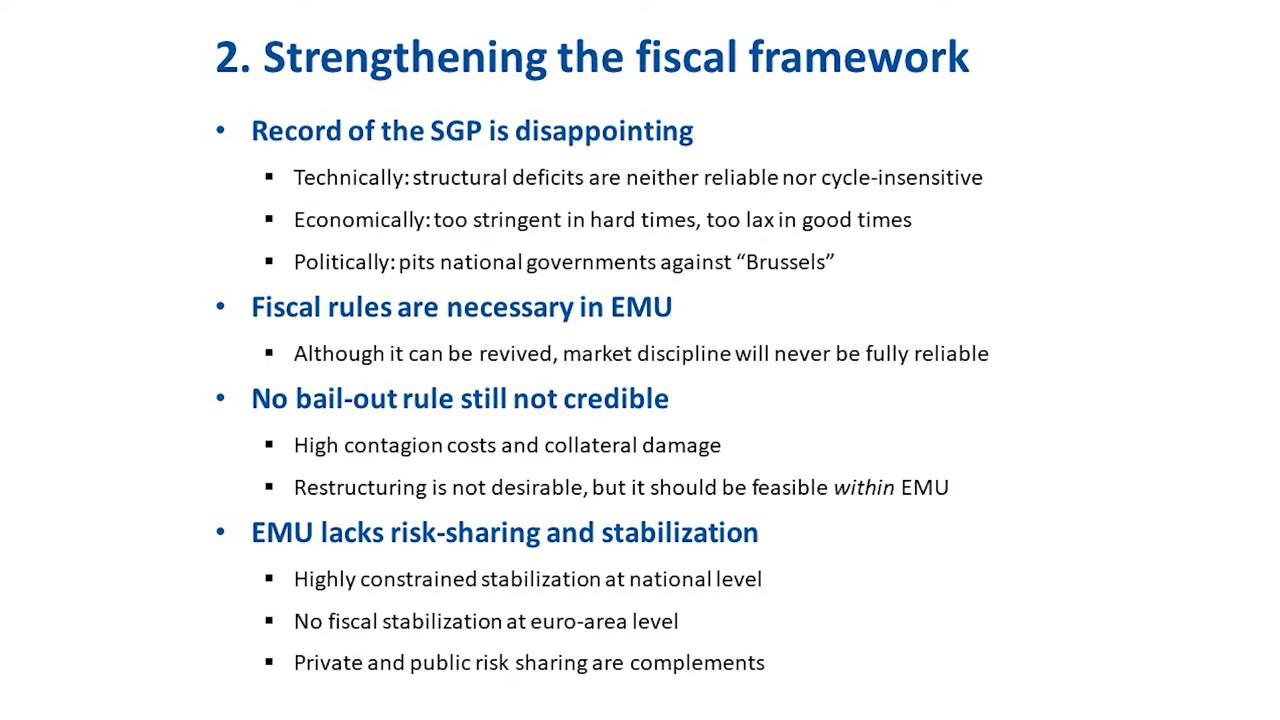 2. Strengthening the fiscal framework
• Record of the SGP is disappointing
▪ Technically: structural deficits are neither reliable nor cycle-insensitive
▪ Economically: too stringent in hard times, too lax in good times
▪ Politically: pits national governments against “Brussels”
• Fiscal rules are necessary in EMU
▪ Although it can be revived, market discipline will never be fully reliable
• No bail-out rule still not credible
▪ High contagion costs and collateral damage
▪ Restructuring is not desirable, but it should be feasible within EMU
• EMU lacks risk-sharing and stabilization
▪ Highly constrained stabilization at national level
▪ No fiscal stabilization at euro-area level
▪ Private and public risk sharing are complements